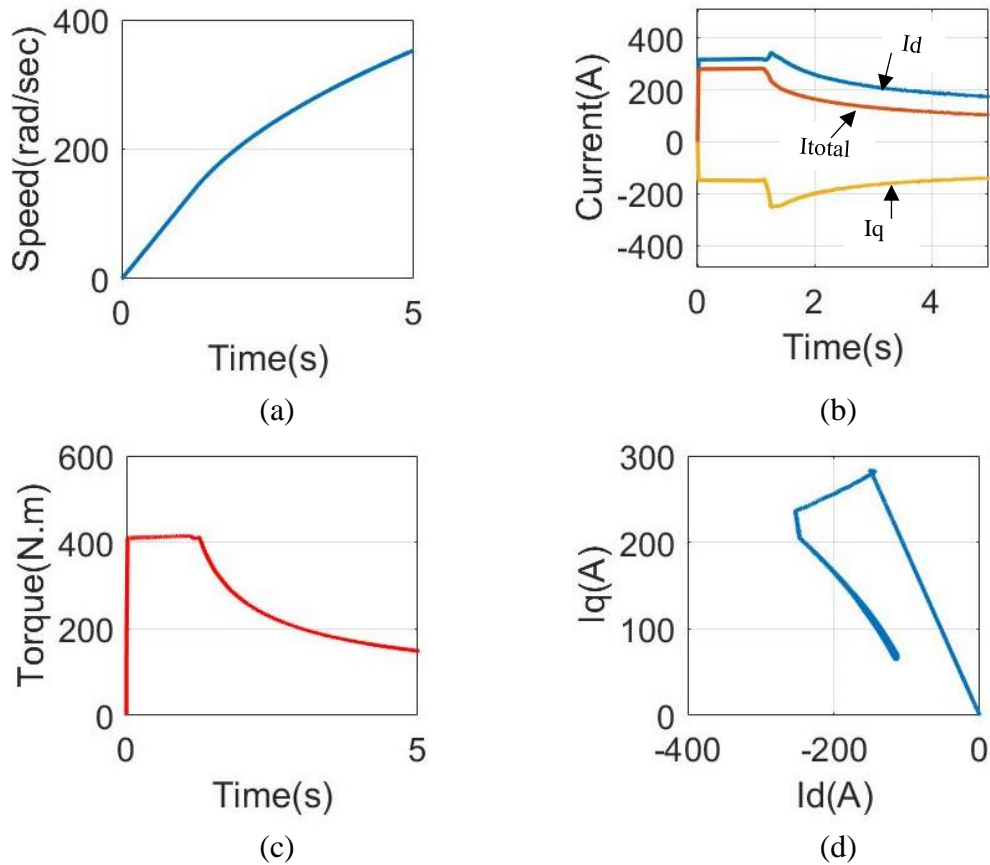 400
200
0
Speed(rad/sec)
0
5
Time(s)
(a)
400
200
0
-200
-400
Current(A)
Id
Itotal
Iq
0
2
4
Time(s)
(b)
600
400
200
0
Torque(N.m)
0
5
Time(s)
(c)
300
200
100
0
Iq(A)
-400
-200
0
Id(A)
(d)